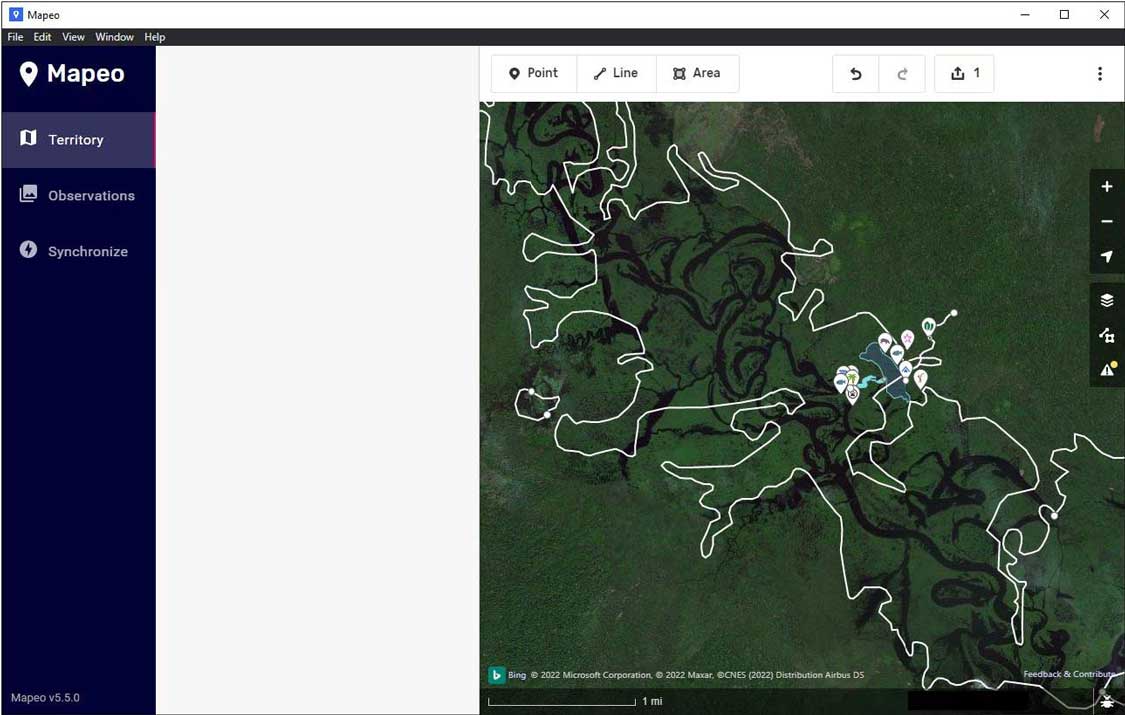 Mapeo
File Edit View Window Help
Mapeo
Territory
Observations
Synchronize
Mapeo v5.5.0
Point Line Area 1
Bing © 2022 Microsoft Corporation, © 2022 Maxar, ©CNES (2022) Distribution Airbus DS
Feedback & Contribute
1 mi